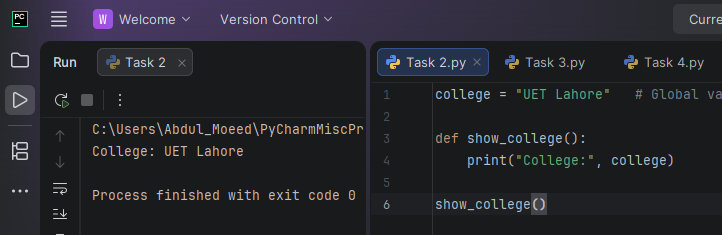 PC W Welcome Version Control Curre
Run Task 2
C:\Users\Abdul_Moeed\PyCharmMiscPr
College: UET Lahore
Process finished with exit code 0
Task 2.py Task 3.py Task 4.py
1 college = "UET Lahore" # Global va
2
3 def show_college():
4 print("College:", college)
5
6 show_college()